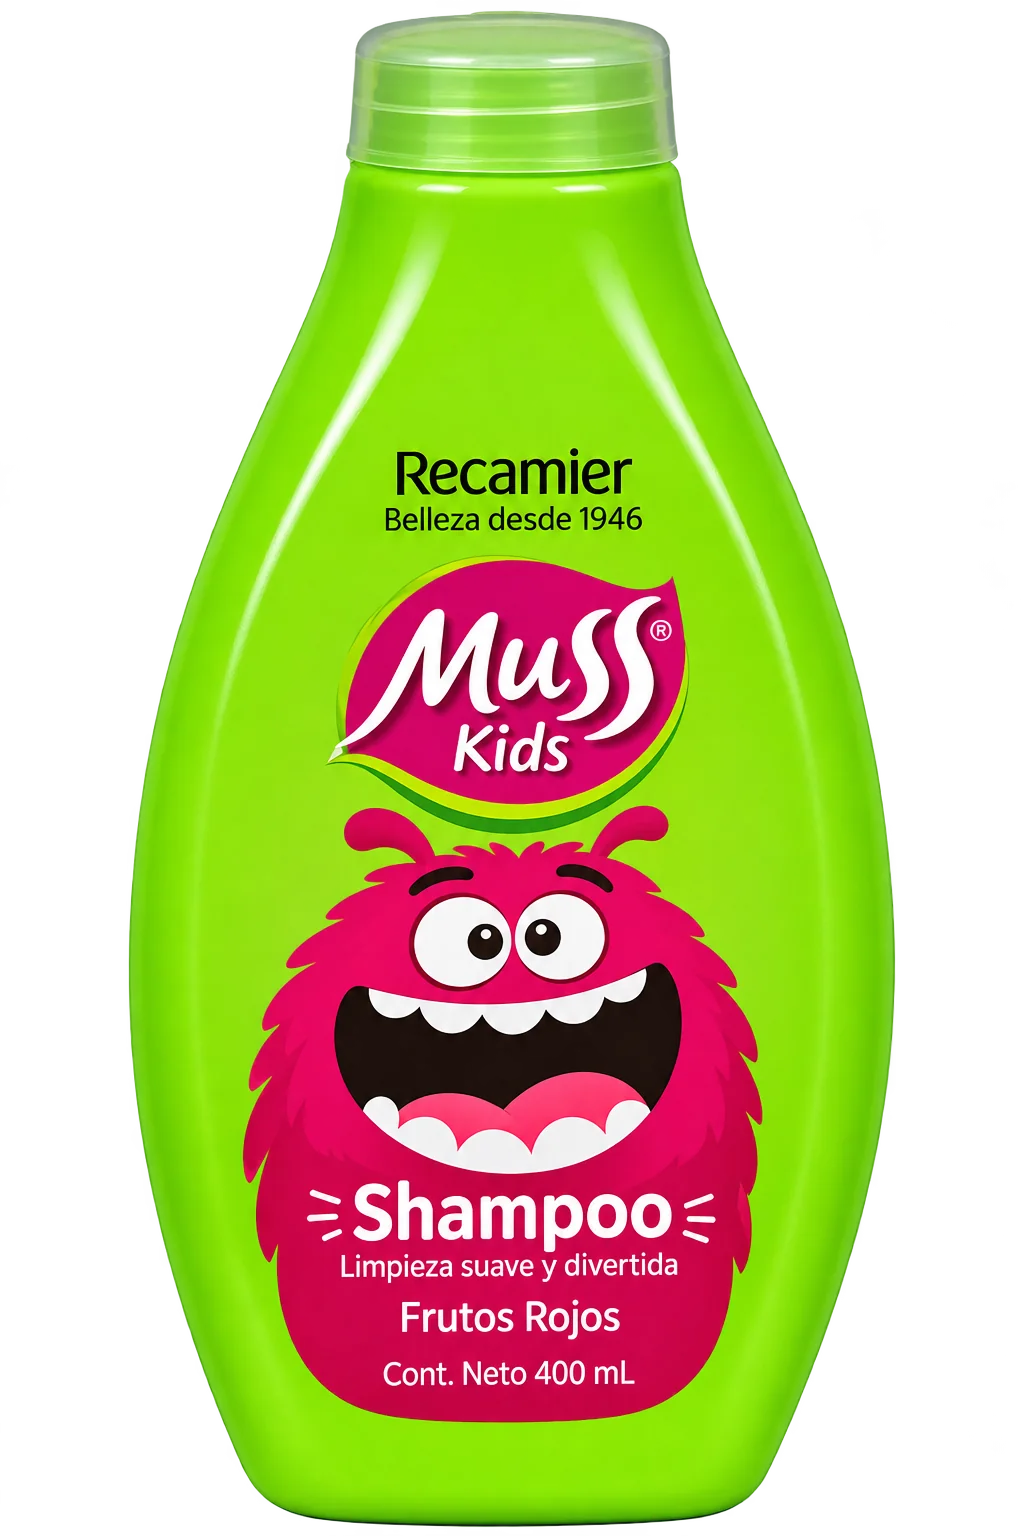 Recamier
Belleza desde 1946
Muss®
Kids
Shampoo
Limpieza suave y divertida
Frutos Rojos
Cont. Neto 400 mL